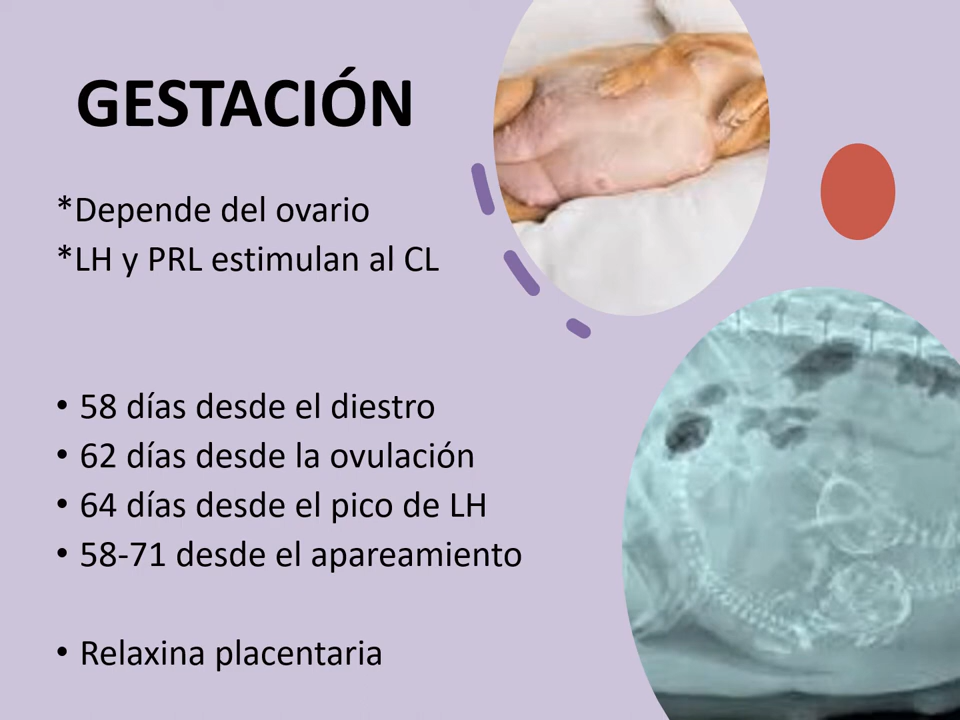 GESTACIÓN
*Depende del ovario
*LH y PRL estimulan al CL
• 58 días desde el diestro
• 62 días desde la ovulación
• 64 días desde el pico de LH
• 58-71 desde el apareamiento
• Relaxina placentaria